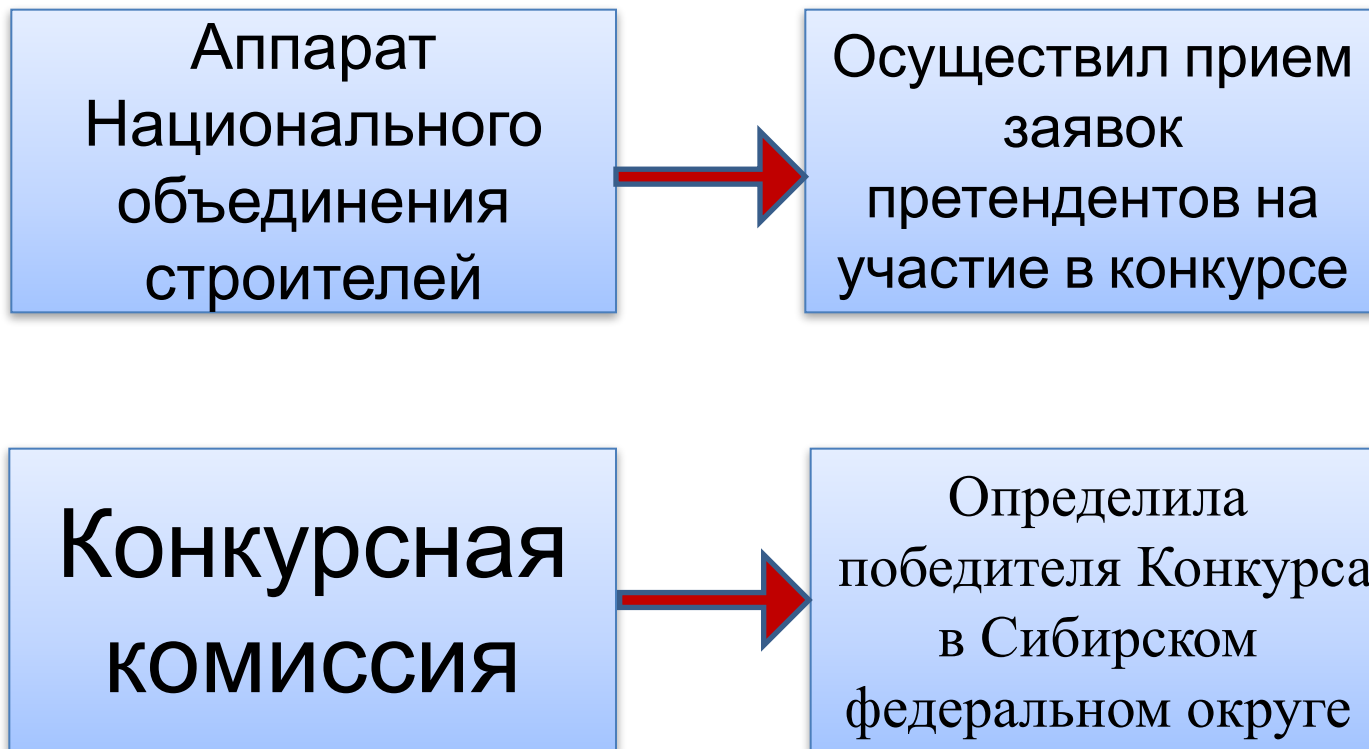 Аппарат
Национального
объединения
строителей
Осуществил прием
заявок
претендентов на
участие в конкурсе
Конкурсная
комиссия
Определила
победителя Конкурса
в Сибирском
федеральном округе